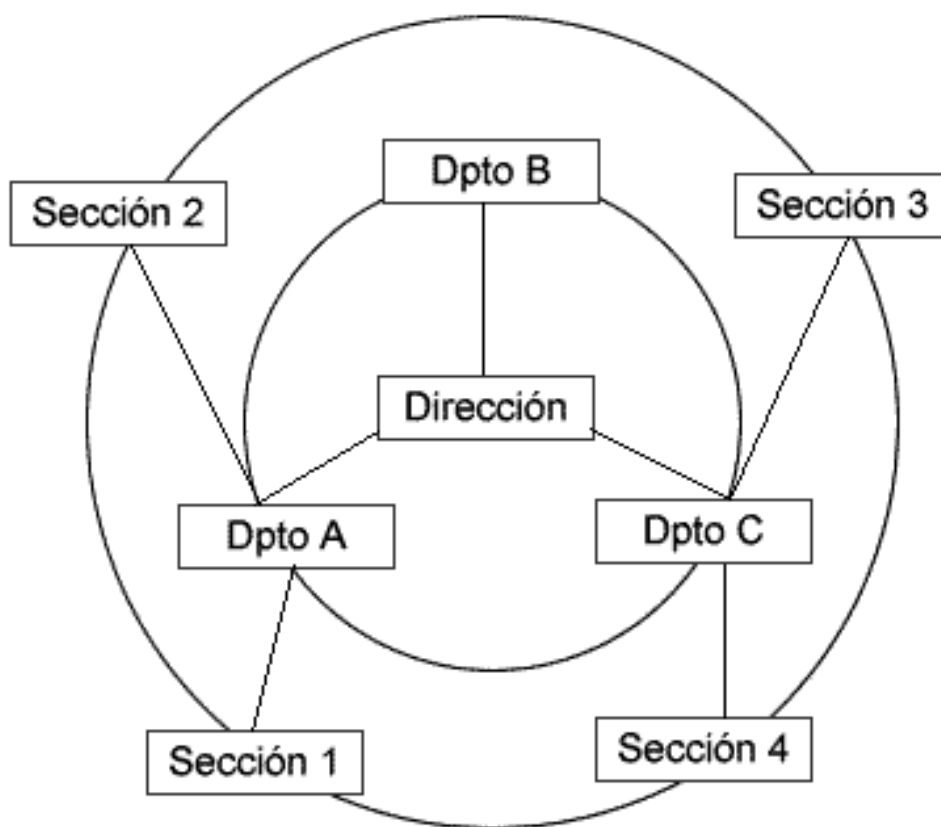 Dpto B
Sección 2
Sección 3
Dirección
Dpto A
Dpto C
Sección 1
Sección 4